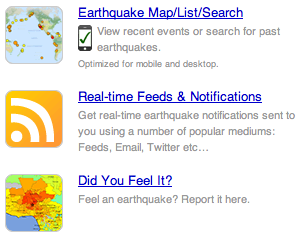 Earthquake Map/List/Search
View recent events or search for past
earthquakes.
Optimized for mobile and desktop.
Real-time Feeds & Notifications
Get real-time earthquake notifications sent to
you using a number of popular mediums:
Feeds, Email, Twitter etc...
Did You Feel It?
Feel an earthquake? Report it here.